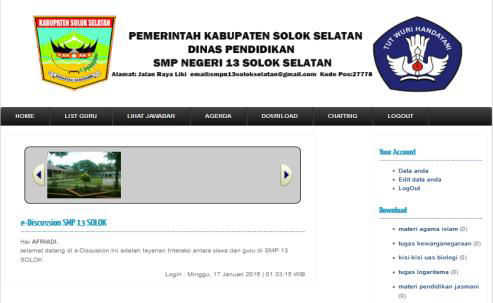 KABUPATEN SOLOK SELATAN
PEMERINTAH KABUPATEN SOLOK SELATAN
DINAS PENDIDIKAN
SMP NEGERI 13 SOLOK SELATAN
Alamat: Jalan Raya Liki email:smpn13solokselatan@gmail.com Kode Pos:27778
TUT WURI HANDAYANI
HOME
LIST GURU
LIHAT JAWABAN
AGENDA
DOWNLOAD
CHATTING
LOGOUT
e-Discussion SMP 13 SOLOK
Hai AFRIADI,
selamat datang di e-Discussion.Ini adalah layanan Interaksi antara siswa dan guru di SMP 13
SOLOK
Login : Minggu, 17 Januari 2016 | 01:33:15 WIB
Your Account
Data anda
Edit data anda
LogOut
Download
materi agama islam (0)
tugas kewarganegaraan (0)
kisi-kisi uas biologi (0)
tugas logaritama (0)
materi pendidikan jasmani
(0)